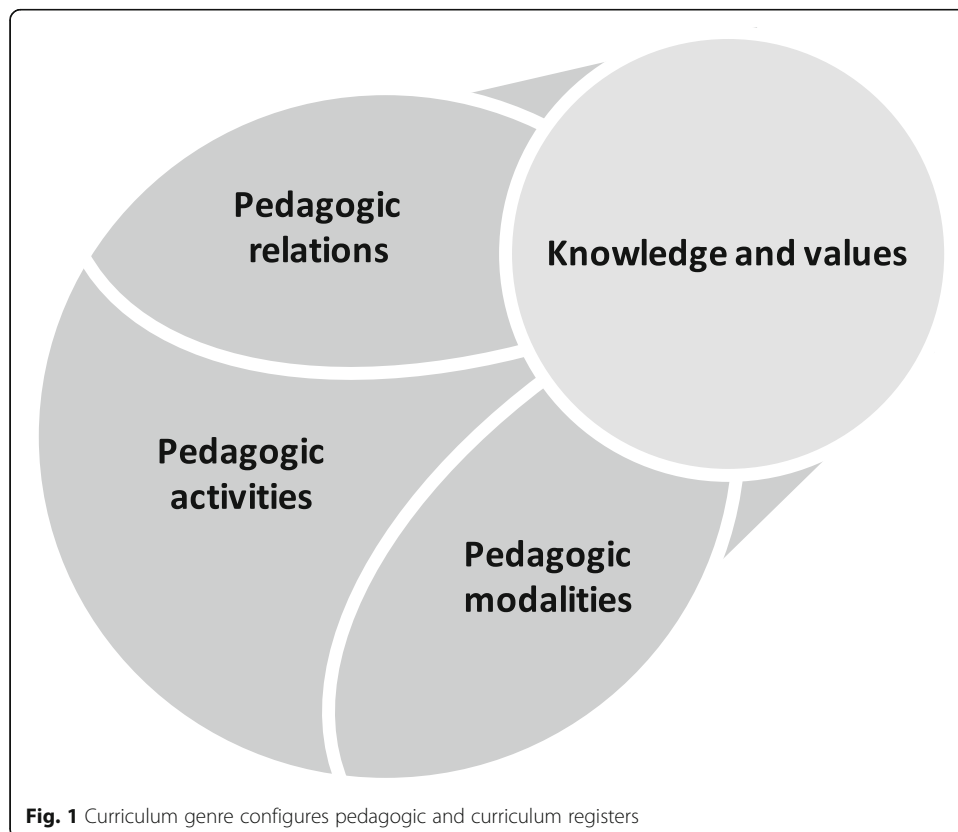 Pedagogic
relations
Knowledge and values
Pedagogic
activities
Pedagogic
modalities
Fig. 1 Curriculum genre configures pedagogic and curriculum registers